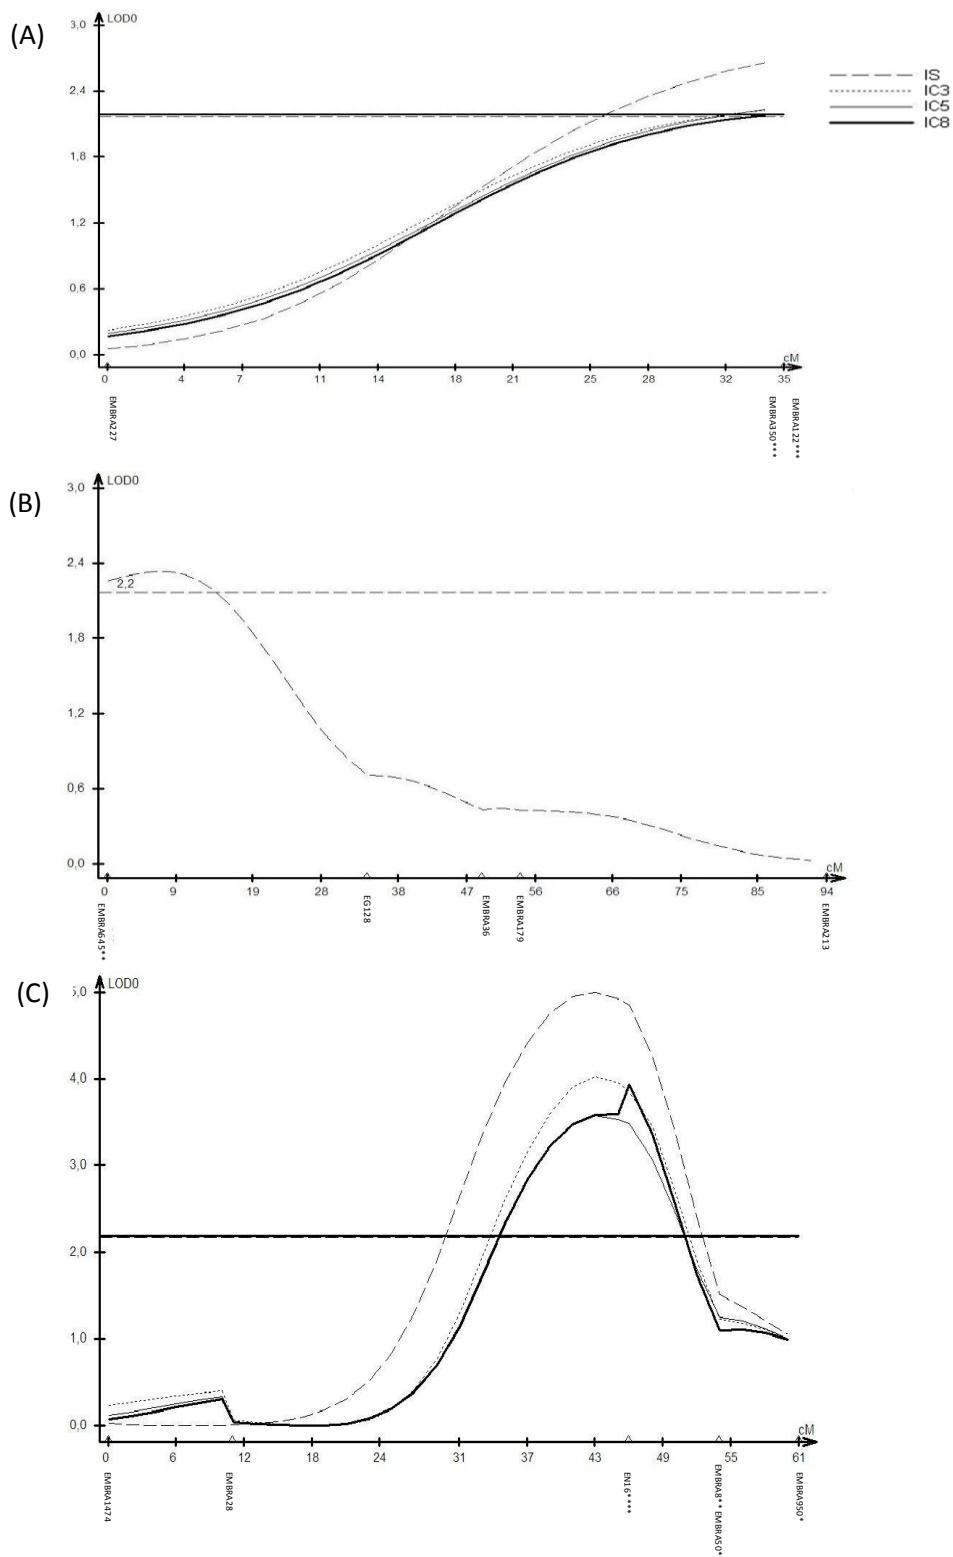 (A)
3,0
LOD0
2,4
1,8
1,2
0,6
0,0
cM
0 4 7 11 14 18 21 25 28 32 35
EMBRA227 EMBRA350*** EMBRA122***
IS
IC3
IC5
IC8
(B)
3,0
LOD0
2,4
2,2
1,8
1,2
0,6
0,0
cM
0 9 19 28 38 47 56 66 75 85 94
EMBRA645** EG128 EMBRA36 EMBRA179 EMBRA213
(C)
5,0
LOD0
4,0
3,0
2,0
1,0
0,0
cM
0 6 12 18 24 31 37 43 49 55 61
EMBRA1474 EMBRA28 EN16**** EMBRA8** EMBRA50* EMBRA950*